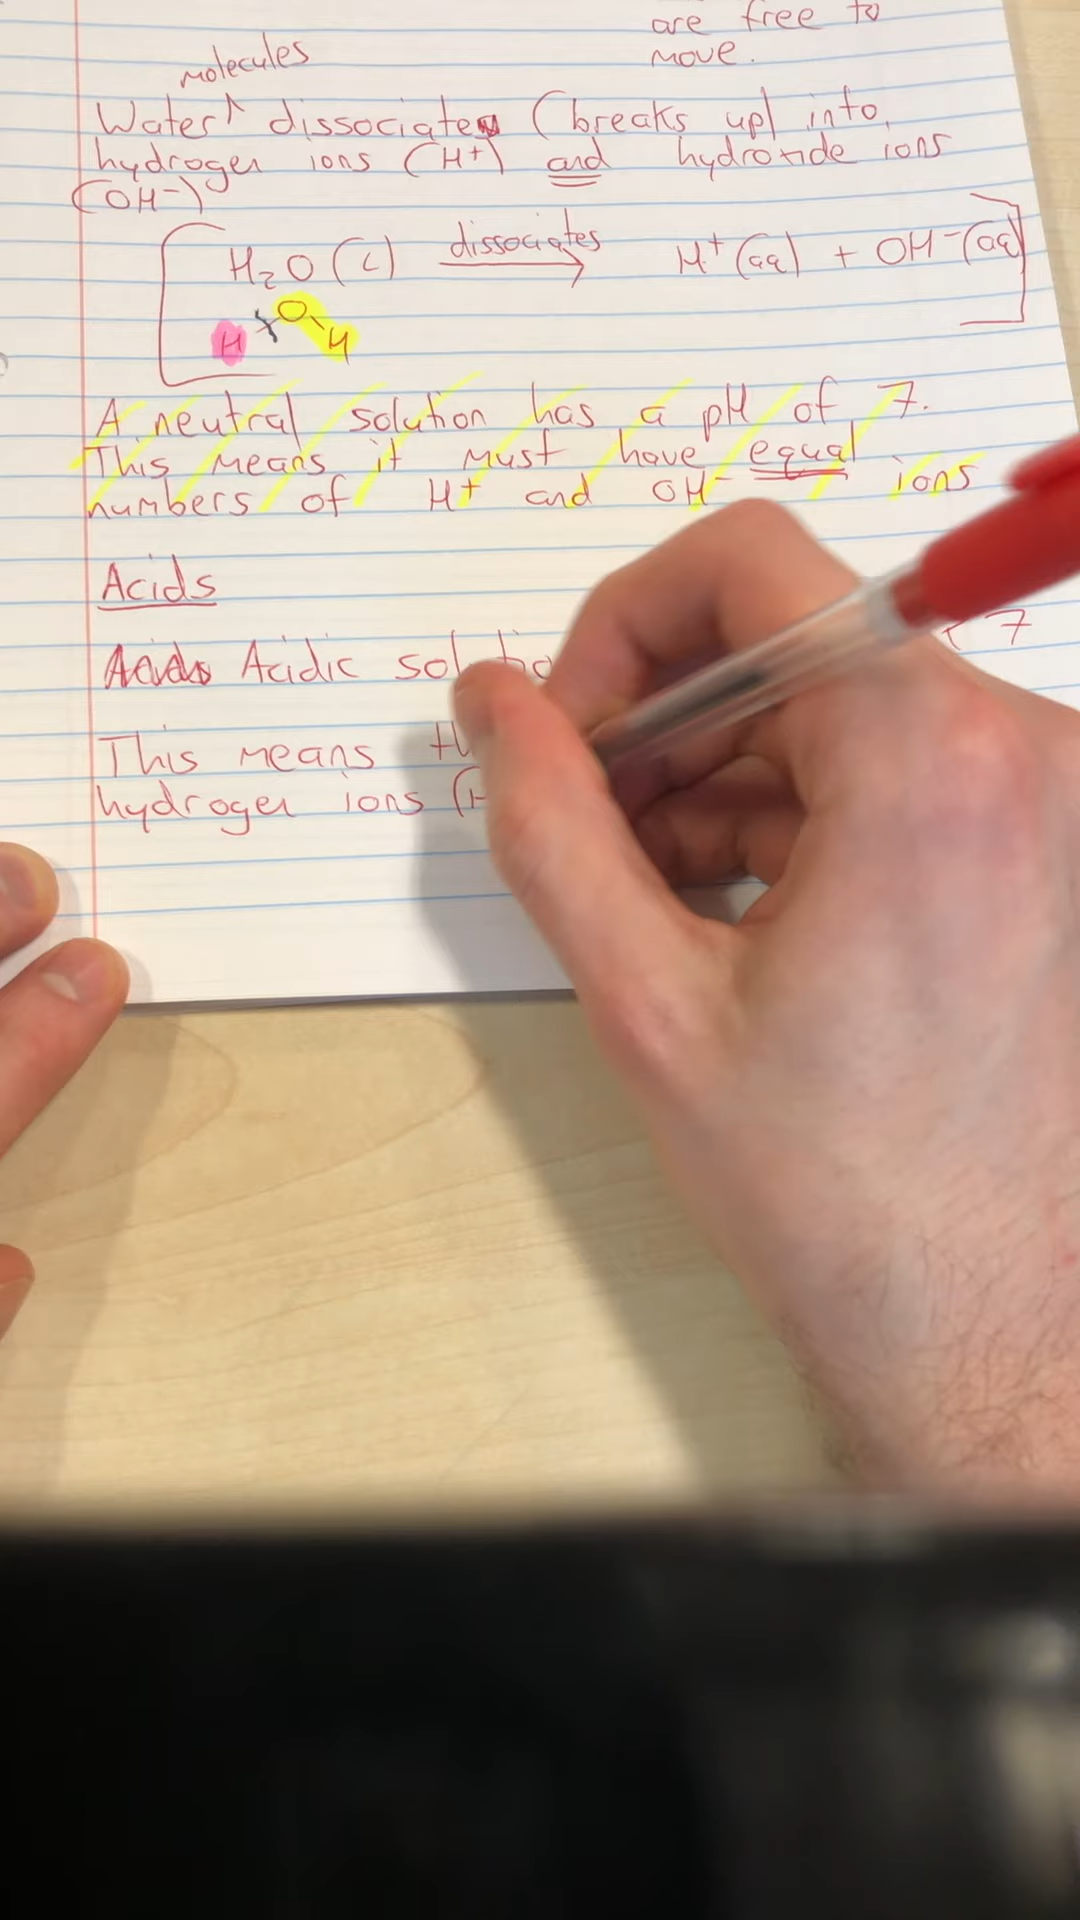 are free to
move.
molecules
Water^ dissociates (breaks up) into
hydrogen ions (H+) and hydroxide ions
(OH-)
H₂O (L) dissociates → H+ (aq) + OH- (aq)
H O H
A neutral solution has a pH of 7.
This means it must have equal
numbers of H+ and OH- ions
Acids
Acidic 7
This means
hydrogen ions